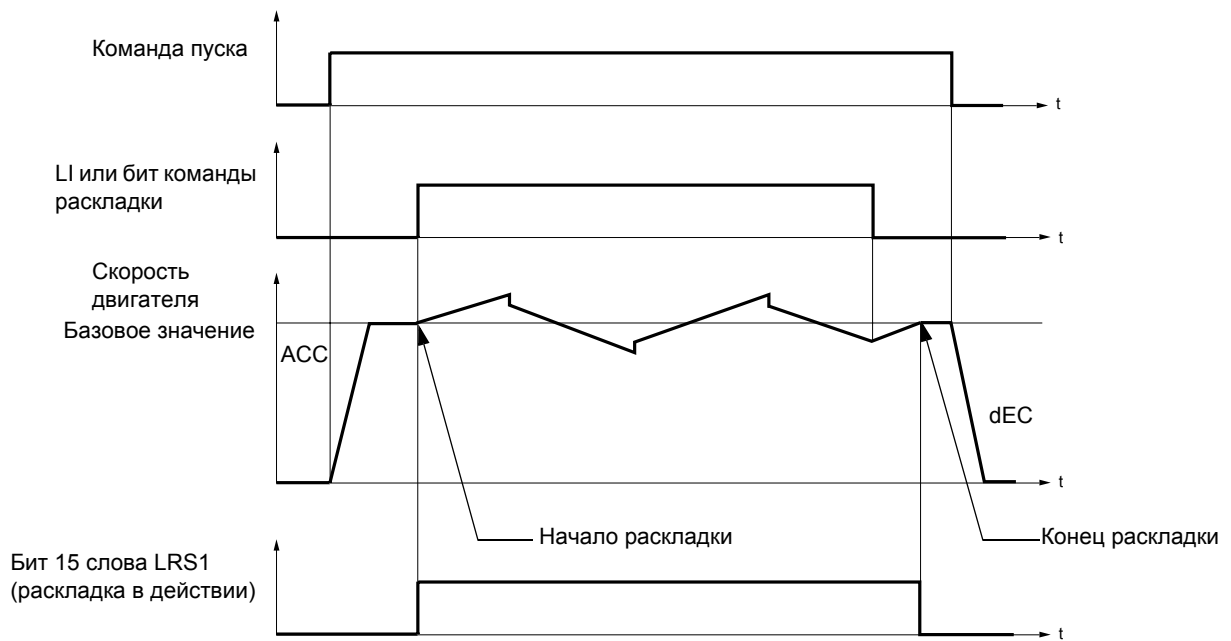 Команда пуска
t
LI или бит команды
раскладки
t
Скорость
двигателя
Базовое значение
ACC
dEC
t
Начало раскладки
Конец раскладки
Бит 15 слова LRS1
(раскладка в действии)
t